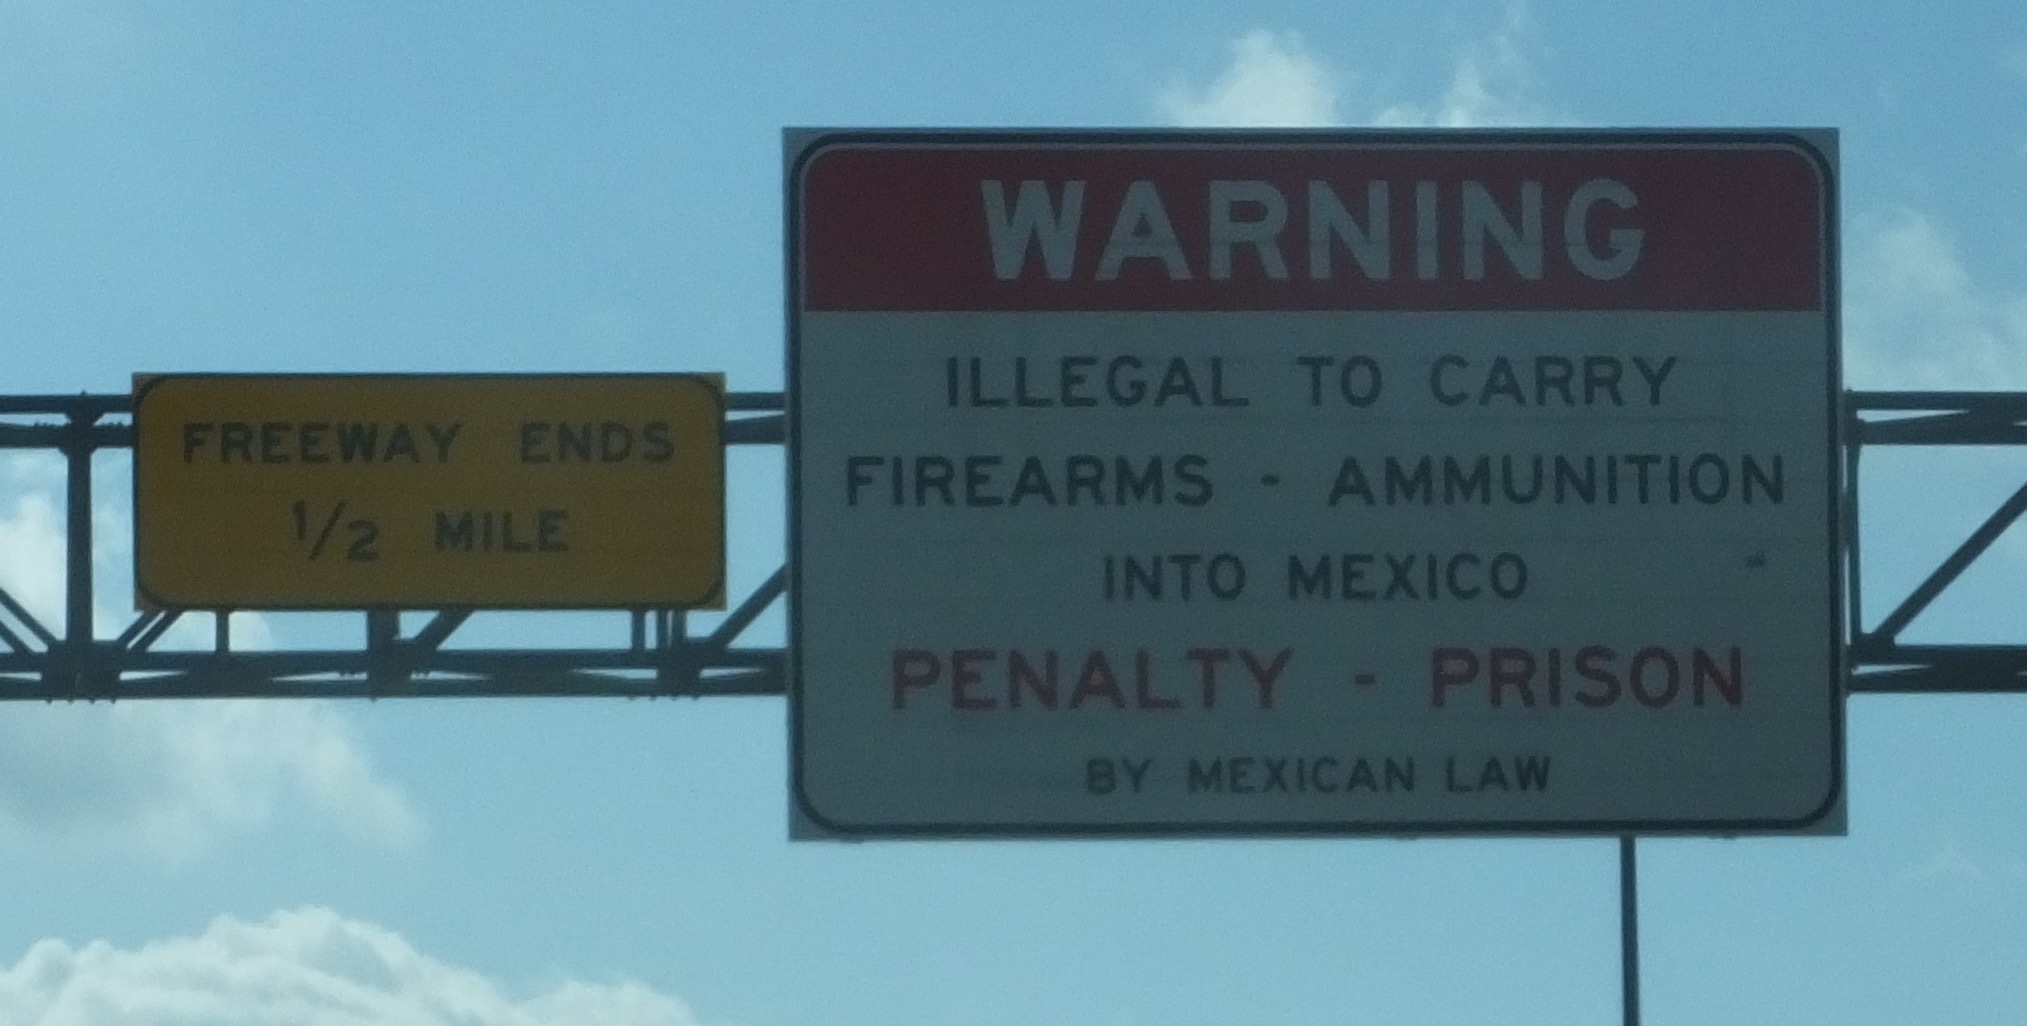 FREEWAY ENDS
1/2 MILE
WARNING
ILLEGAL TO CARRY
FIREARMS - AMMUNITION
INTO MEXICO
PENALTY - PRISON
BY MEXICAN LAW